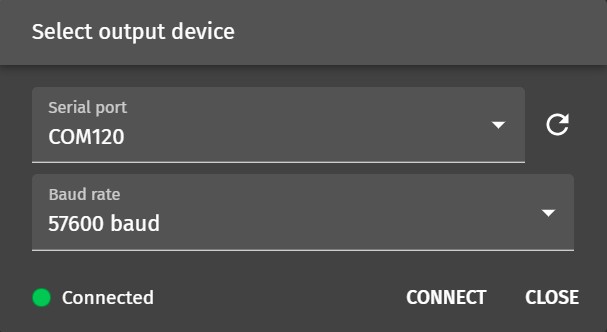 Select output device
Serial port
COM120
Baud rate
57600 baud
Connected CONNECT CLOSE